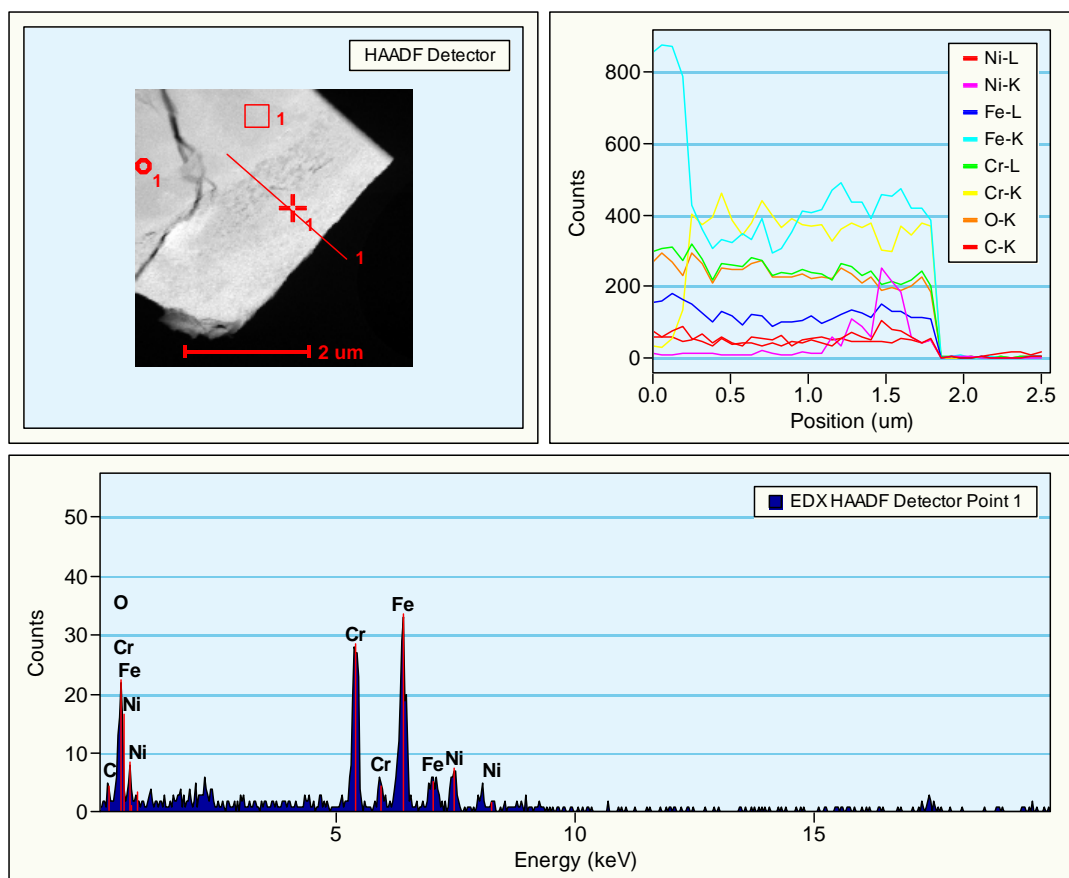 HAADF Detector
1
1
1
1
2 um
Counts
800
600
400
200
0
0.0 0.5 1.0 1.5 2.0 2.5
Position (um)
Ni-L
Ni-K
Fe-L
Fe-K
Cr-L
Cr-K
O-K
C-K
EDX HAADF Detector Point 1
Counts
50
40
30
20
10
0
O
Cr
Fe
Ni
Ni
C
Cr
Cr
Fe
Fe
Ni
Ni
5 10 15
Energy (keV)